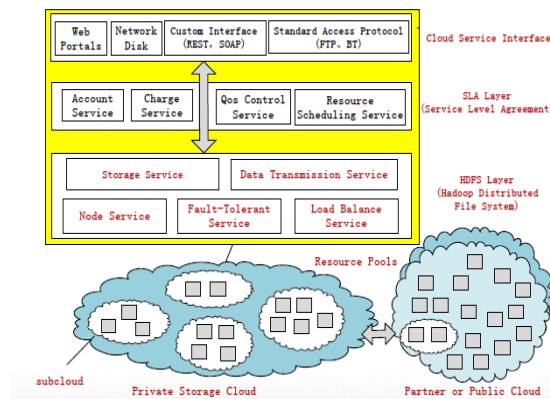 Web Portals
Network Disk
Custom Interface (REST, SOAP)
Standard Access Protocol (FTP、BT)
Cloud Service Interface
Account Service
Charge Service
Qos Control Service
Resource Scheduling Service
SLA Layer
(Service Level Agreement
Storage Service
Data Transmission Service
HDFS Layer
(Hadoop Distributed
File System)
Node Service
Fault-Tolerant Service
Load Balance Service
Resource Pools
subcloud
Private Storage Cloud
Partner or Public Cloud